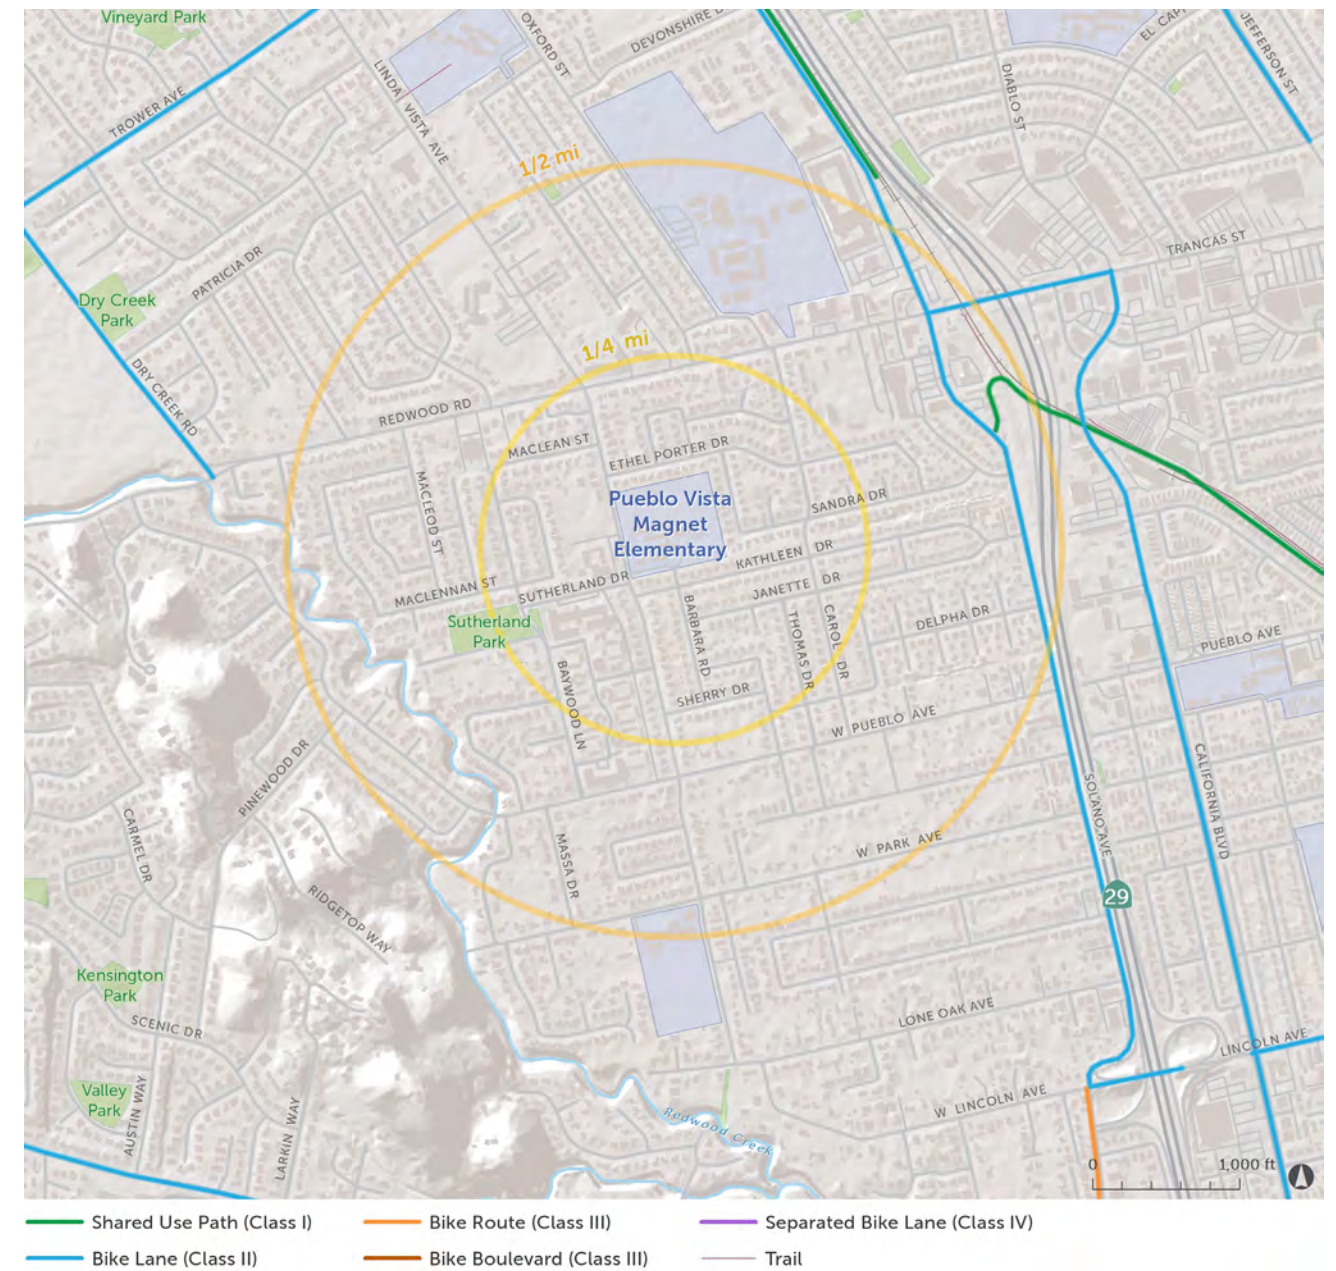 Vineyard Park
OXFORD ST
DEVONSHIRE D
EL CAPI
JEFFERSON ST
TROWER AVE
LINDA VISTA AVE
DIABLO ST
1/2 mi
TRANCAS ST
PATRICIA DR
Dry Creek
Park
1/4 mi
DRY CREEK RD
REDWOOD RD
MACLEAN ST
ETHEL PORTER DR
MACLEOD ST
Pueblo Vista
Magnet
Elementary
SANDRA DR
KATHLEEN DR
MACLENNAN ST
SUTHERLAND DR
JANETTE DR
Sutherland
Park
BARBARA RD
THOMAS DR
CAROL DR
DELPHA DR
PUEBLO AVE
BAYWOOD LN
SHERRY DR
W PUEBLO AVE
PINEWOOD DR
SOLANO AVE
CALIFORNIA BLVD
CARMEL DR
MASSA DR
W PARK AVE
RIDGETOP WAY
29
Kensington
Park
SCENIC DR
LONE OAK AVE
LINCOLN AVE
Valley
Park
AUSTIN WAY
LARKIN WAY
Redwood Creek
W LINCOLN AVE
0 1,000 ft
Shared Use Path (Class I) Bike Route (Class III) Separated Bike Lane (Class IV)
Bike Lane (Class II) Bike Boulevard (Class III) Trail